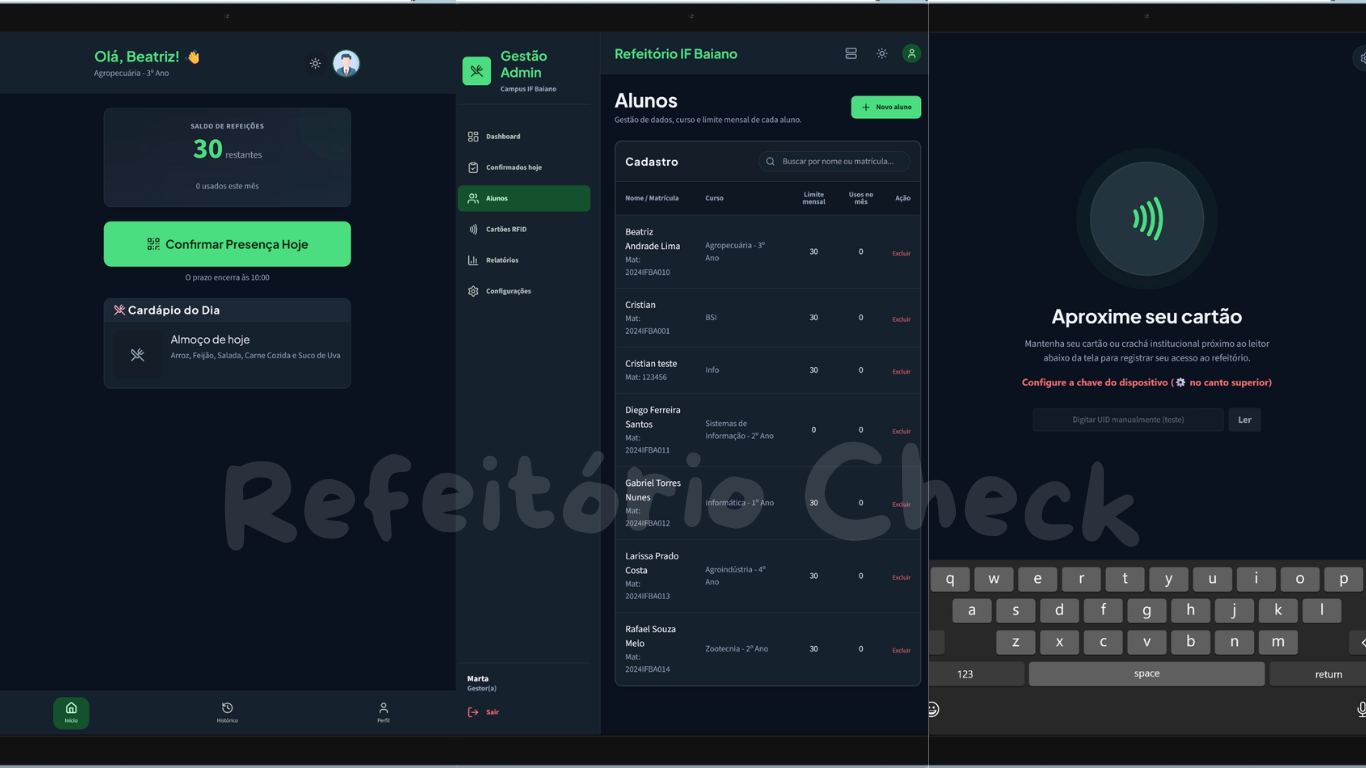 Olá, Beatriz! 👋
Agropecuária - 3º Ano
SALDO DE REFEIÇÕES
30 restantes
0 usados este mês
Confirmar Presença Hoje
O prazo encerra às 10:00
Cardápio do Dia
Almoço de hoje
Arroz, Feijão, Salada, Carne Cozida e Suco de Uva
Início
Histórico
Perfil
Gestão
Admin
Campus IF Baiano
Dashboard
Confirmados hoje
Alunos
Cartões RFID
Relatórios
Configurações
Marta
Gestor(a)
Sair
Refeitório IF Baiano
Alunos
Gestão de dados, curso e limite mensal de cada aluno.
+ Novo aluno
Cadastro
Buscar por nome ou matrícula...
Nome / Matrícula
Curso
Limite
mensal
Usos no
mês
Ação
Beatriz
Andrade Lima
Mat:
2024IFBA010
Agropecuária - 3º
Ano
30
0
Excluir
Cristian
Mat:
2024IFBA001
BSI
30
0
Excluir
Cristian teste
Mat: 123456
Info
30
0
Excluir
Diego Ferreira
Santos
Mat:
2024IFBA011
Sistemas de
Informação - 2º Ano
0
0
Excluir
Gabriel Torres
Nunes
Mat:
2024IFBA012
Informática - 1º Ano
30
0
Excluir
Larissa Prado
Costa
Mat:
2024IFBA013
Agroindústria - 4º
Ano
30
0
Excluir
Rafael Souza
Melo
Mat:
2024IFBA014
Zootecnia - 2º Ano
30
0
Excluir
Aproxime seu cartão
Mantenha seu cartão ou crachá institucional próximo ao leitor
abaixo da tela para registrar seu acesso ao refeitório.
Configure a chave do dispositivo (⚙ no canto superior)
Digitar UID manualmente (teste)
Ler
q w e r t y u i o p
a s d f g h j k l
z x c v b n m
123 space return
Refeitório Check